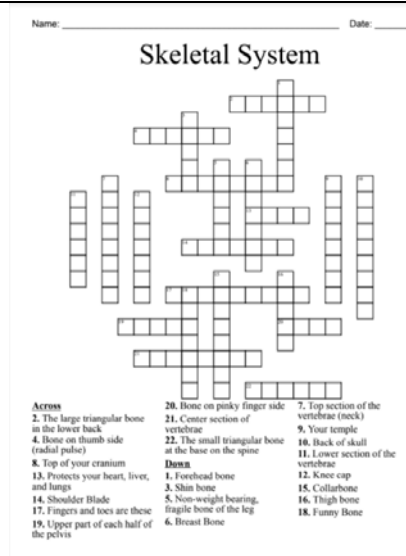 Name:
Date:
Skeletal System
Across
2. The large triangular bone
in the lower back
4. Bone on thumb side
(radial pulse)
8. Top of your cranium
13. Protects your heart, liver,
and lungs
14. Shoulder Blade
17. Fingers and toes are these
19. Upper part of each half of
the pelvis
20. Bone on pinky finger side
21. Center section of
vertebrae
22. The small triangular bone
at the base on the spine
Down
1. Forehead bone
3. Shin bone
5. Non-weight bearing,
fragile bone of the leg
6. Breast Bone
7. Top section of the
vertebrae (neck)
9. Your temple
10. Back of skull
11. Lower section of the
vertebrae
12. Knee cap
15. Collarbone
16. Thigh bone
18. Funny Bone